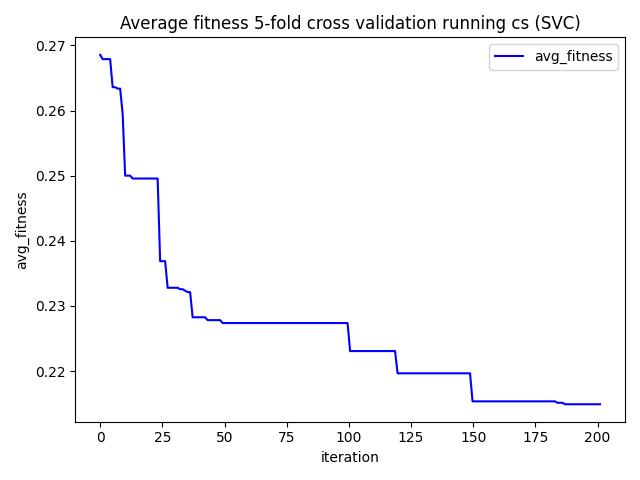 Average fitness 5-fold cross validation running cs (SVC)
avg_fitness
0.27
0.26
0.25
0.24
0.23
0.22
avg_fitness
0 25 50 75 100 125 150 175 200
iteration